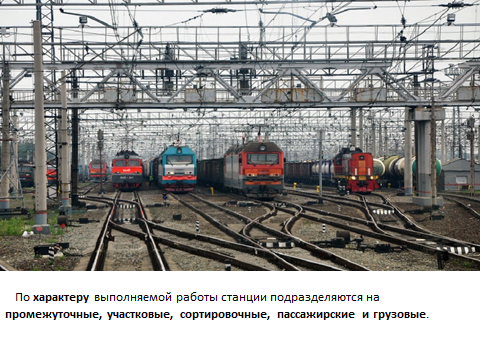 По характеру выполняемой работы станции подразделяются на
промежуточные, участковые, сортировочные, пассажирские и грузовые.